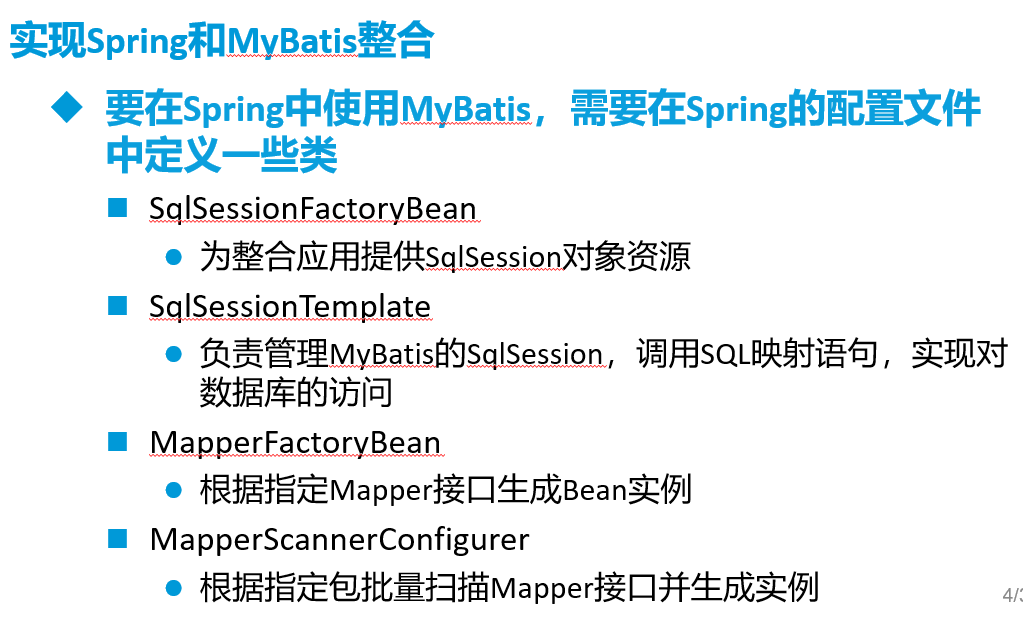 实现Spring和MyBatis整合
要在Spring中使用MyBatis，需要在Spring的配置文件
中定义一些类
SqlSessionFactoryBean
为整合应用提供SqlSession对象资源
SqlSessionTemplate
负责管理MyBatis的SqlSession，调用SQL映射语句，实现对
数据库的访问
MapperFactoryBean
根据指定Mapper接口生成Bean实例
MapperScannerConfigurer
根据指定包批量扫描Mapper接口并生成实例
4/3